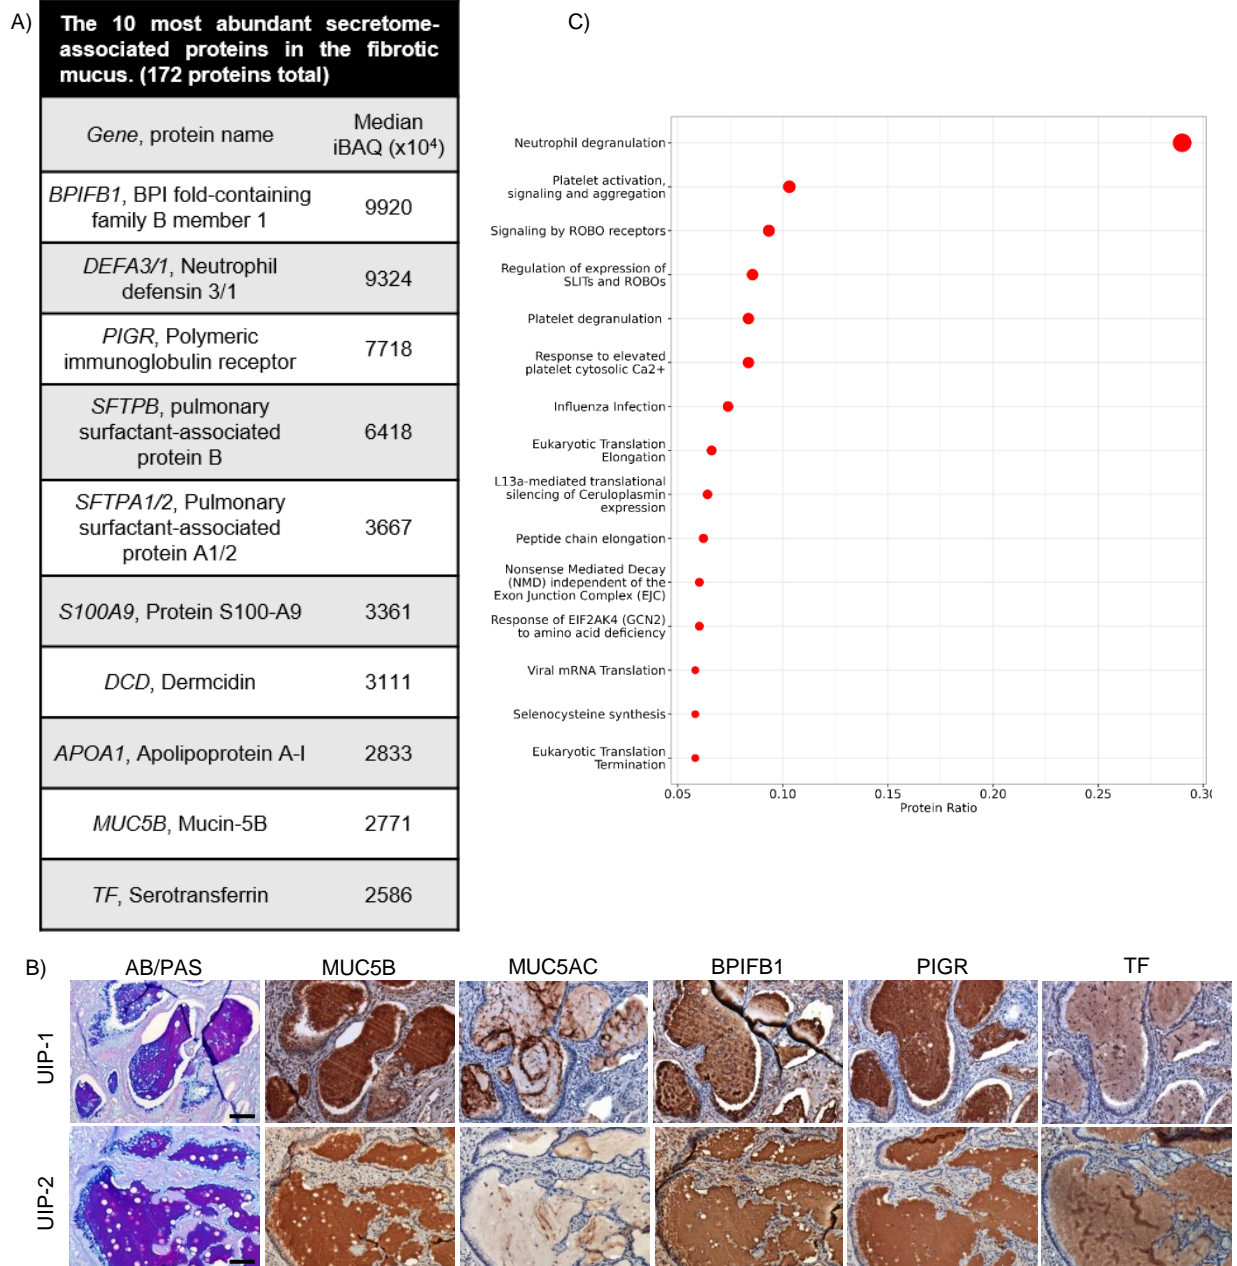 A)
The 10 most abundant secretome-
associated proteins in the fibrotic
mucus. (172 proteins total)
Gene, protein name
Median
iBAQ (x10⁴)
BPIFB1, BPI fold-containing
family B member 1
9920
DEFA3/1, Neutrophil
defensin 3/1
9324
PIGR, Polymeric
immunoglobulin receptor
7718
SFTPB, pulmonary
surfactant-associated
protein B
6418
SFTPA1/2, Pulmonary
surfactant-associated
protein A1/2
3667
S100A9, Protein S100-A9
3361
DCD, Dermcidin
3111
APOA1, Apolipoprotein A-I
2833
MUC5B, Mucin-5B
2771
TF, Serotransferrin
2586
C)
Neutrophil degranulation
Platelet activation,
signaling and aggregation
Signaling by ROBO receptors
Regulation of expression of
SLITs and ROBOs
Platelet degranulation
Response to elevated
platelet cytosolic Ca2+
Influenza Infection
Eukaryotic Translation
Elongation
L13a-mediated translational
silencing of Ceruloplasmin
expression
Peptide chain elongation
Nonsense Mediated Decay
(NMD) independent of the
Exon Junction Complex (EJC)
Response of EIF2AK4 (GCN2)
to amino acid deficiency
Viral mRNA Translation
Selenocysteine synthesis
Eukaryotic Translation
Termination
0.05 0.10 0.15 0.20 0.25 0.30
Protein Ratio
B)
AB/PAS MUC5B MUC5AC BPIFB1 PIGR TF
UIP-1
UIP-2